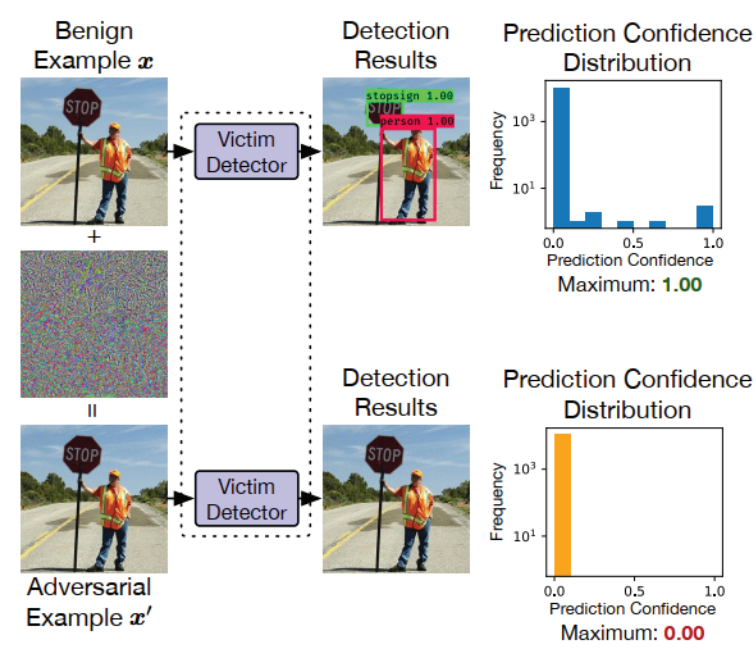 Benign
Example x
Detection
Results
Prediction Confidence
Distribution
STOP
Victim
Detector
stopsign 1.00
STOP
person 1.00
Frequency
10³
10¹
0.0 0.5 1.0
Prediction Confidence
Maximum: 1.00
+
=
Detection
Results
Prediction Confidence
Distribution
STOP
Victim
Detector
STOP
Frequency
10³
10¹
0.0 0.5 1.0
Prediction Confidence
Maximum: 0.00
Adversarial
Example x′